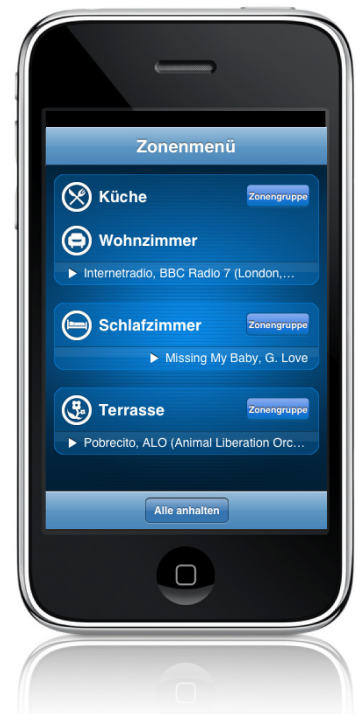 Zonenmenü
Küche Zonengruppe
Wohnzimmer
Internetradio, BBC Radio 7 (London,...
Schlafzimmer Zonengruppe
Missing My Baby, G. Love
Terrasse Zonengruppe
Pobrecito, ALO (Animal Liberation Orc...
Alle anhalten